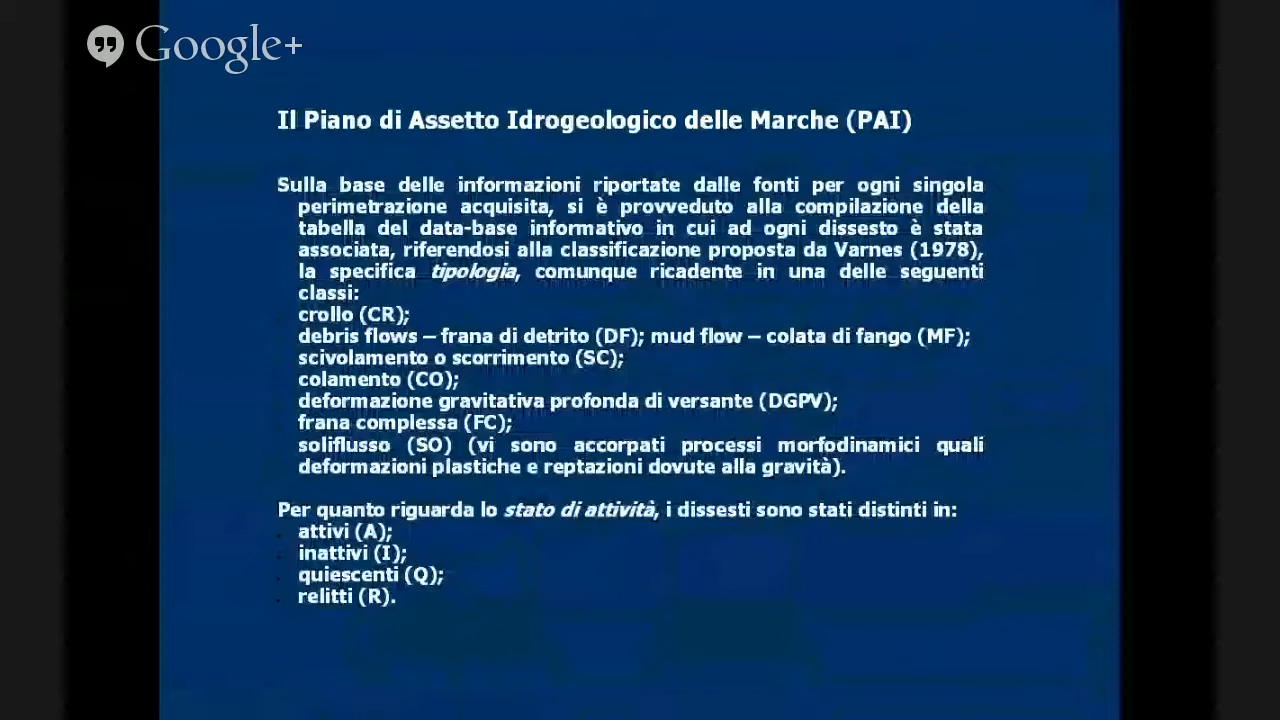 Google+
Il Piano di Assetto Idrogeologico delle Marche (PAI)
Sulla base delle informazioni riportate dalle fonti per ogni singola
perimetrazione acquisita, si è provveduto alla compilazione della
tabella del data-base informativo in cui ad ogni dissesto è stata
associata, riferendosi alla classificazione proposta da Varnes (1978),
la specifica tipologia, comunque ricadente in una delle seguenti
classi:
crollo (CR);
debris flows – frana di detrito (DF); mud flow – colata di fango (MF);
scivolamento o scorrimento (SC);
colamento (CO);
deformazione gravitativa profonda di versante (DGPV);
frana complessa (FC);
soliflusso (SO) (vi sono accorpati processi morfodinamici quali
deformazioni plastiche e reptazioni dovute alla gravità).
Per quanto riguarda lo stato di attività, i dissesti sono stati distinti in:
attivi (A);
inattivi (I);
quiescenti (Q);
relitti (R).